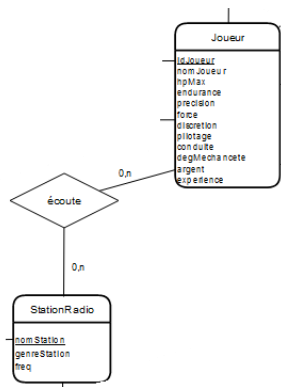 Joueur
idJoueur
nomJoueur
hpMax
endurance
precision
force
discretion
pilotage
conduite
degMechancete
argent
experience
0,n
écoute
0,n
StationRadio
nomStation
genreStation
freq